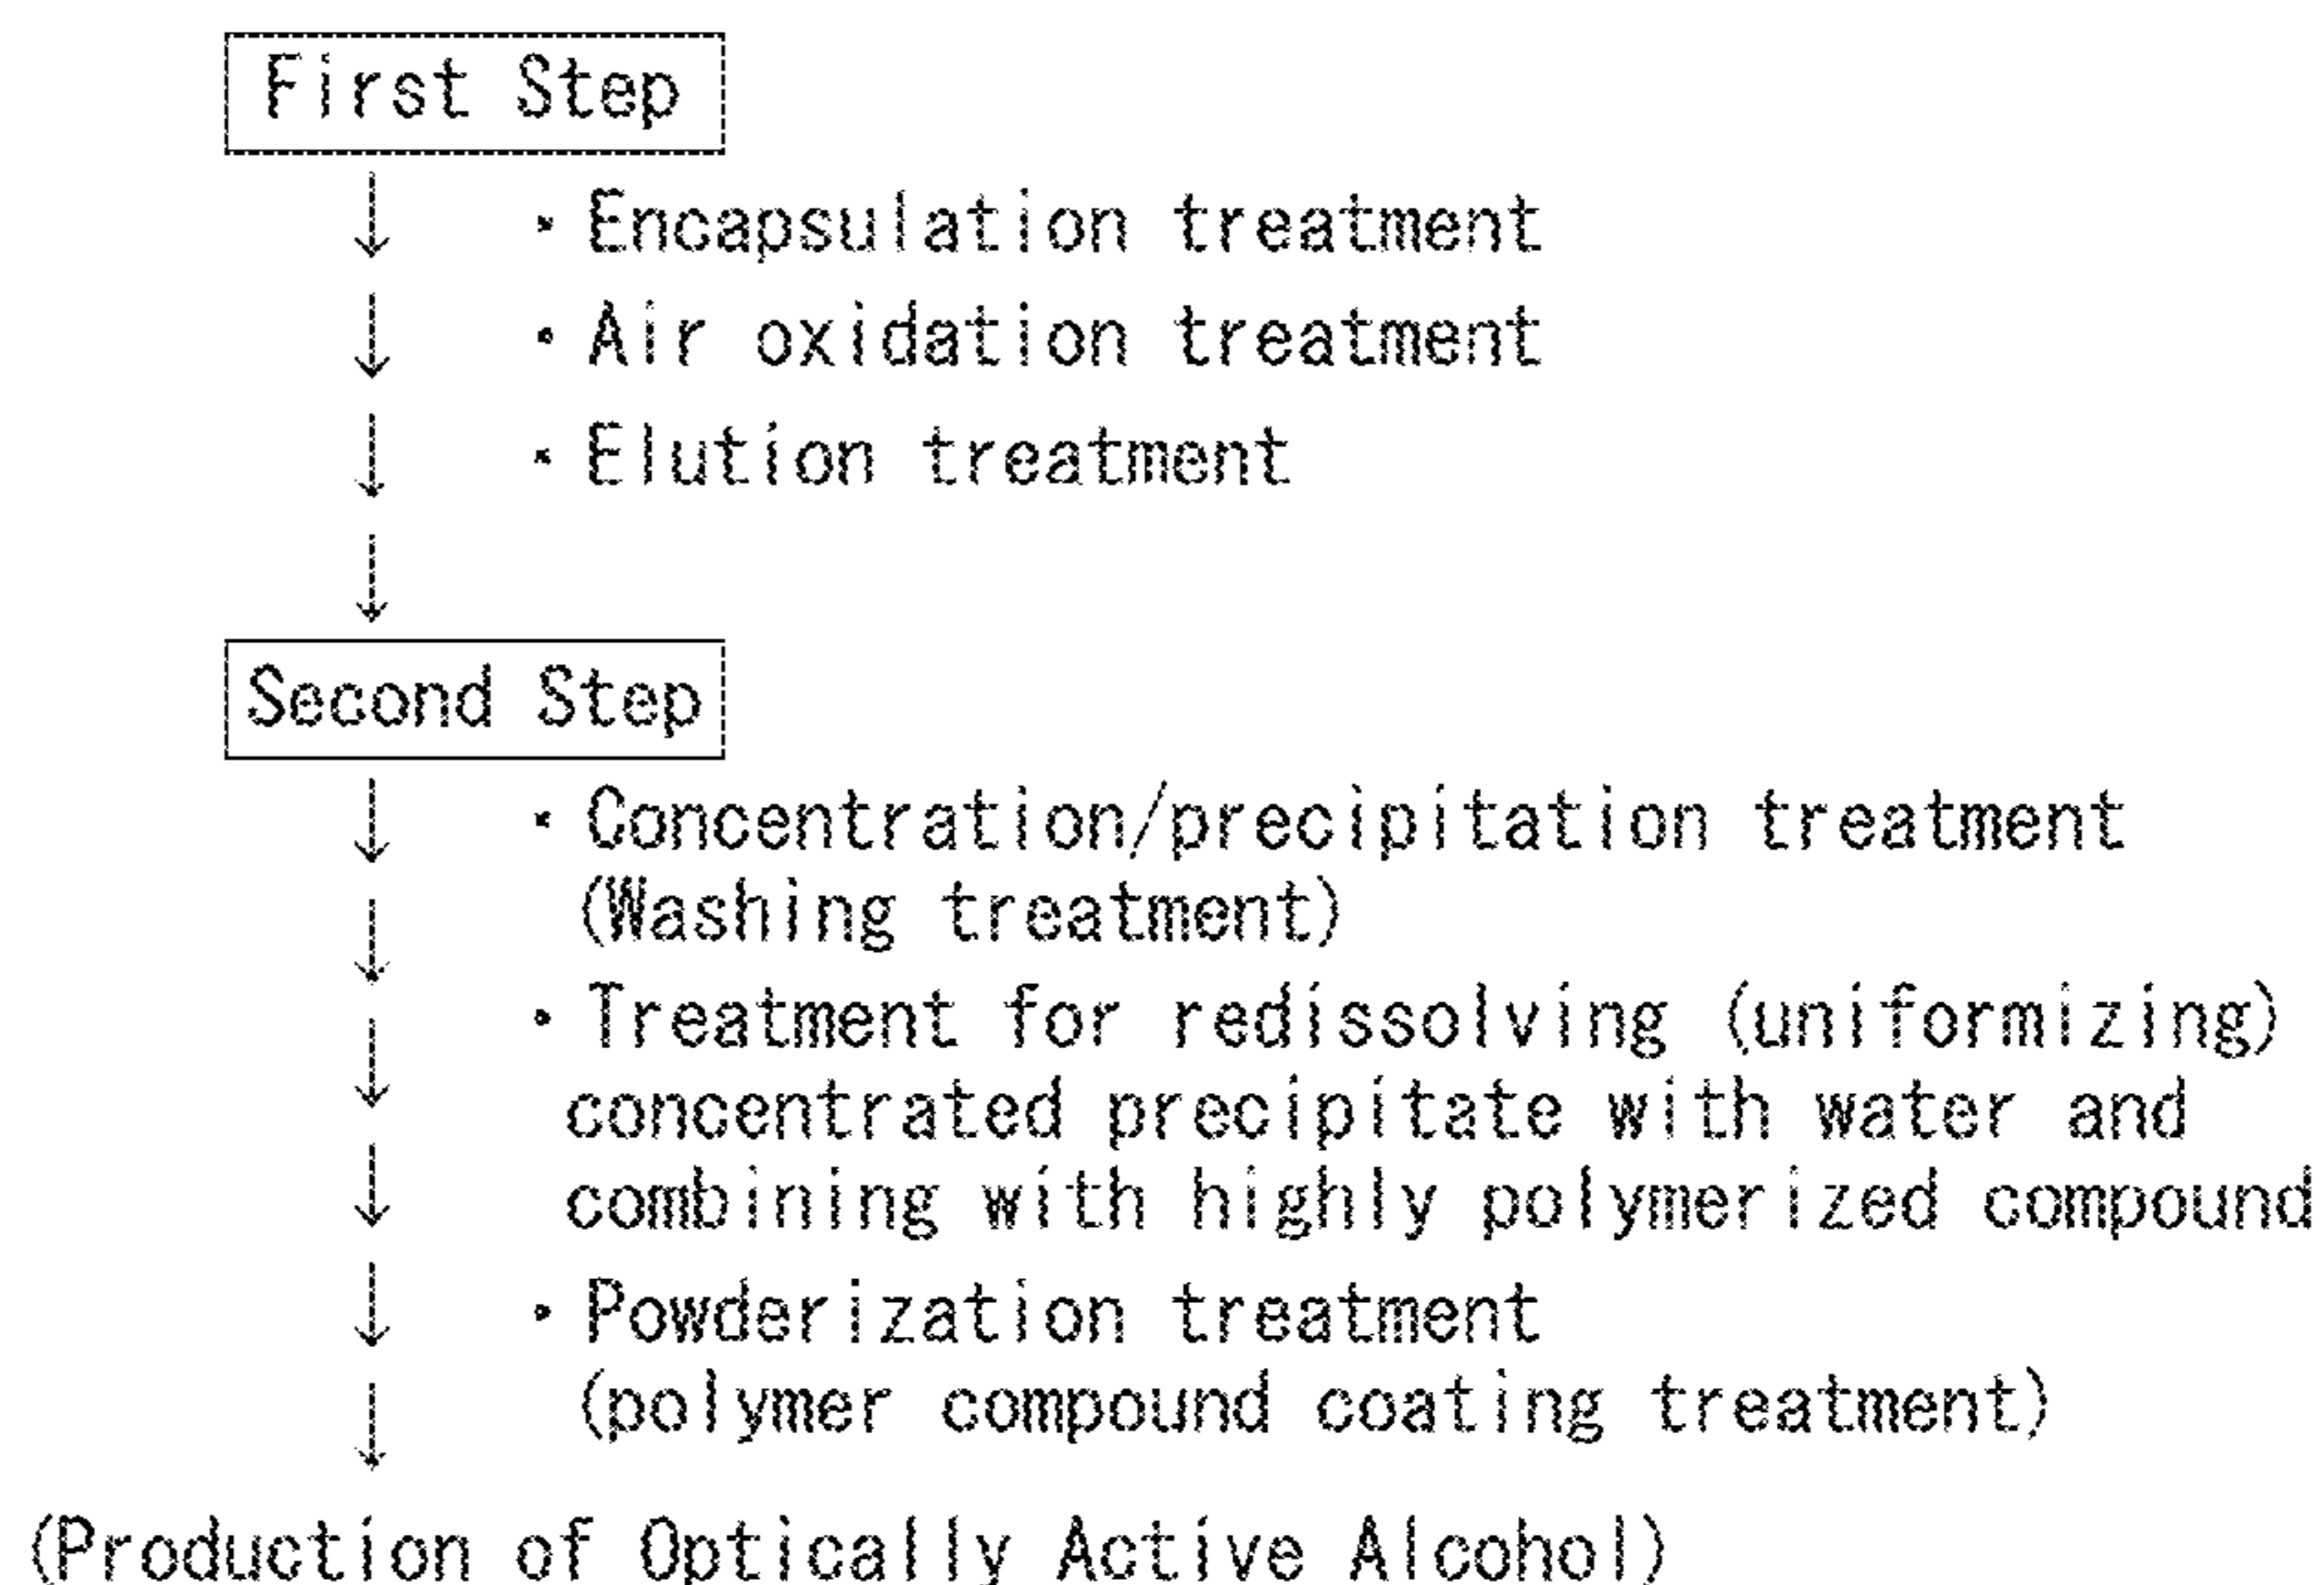 First Step
↓ ・Encapsulation treatment
↓ ・Air oxidation treatment
↓ ・Elution treatment
↓
Second Step
↓ ・Concentration/precipitation treatment
↓ (Washing treatment)
↓ ・Treatment for redissolving (uniformizing)
concentrated precipitate with water and
↓ combining with highly polymerized compound
↓ ・Powderization treatment
↓ (polymer compound coating treatment)
(Production of Optically Active Alcohol)